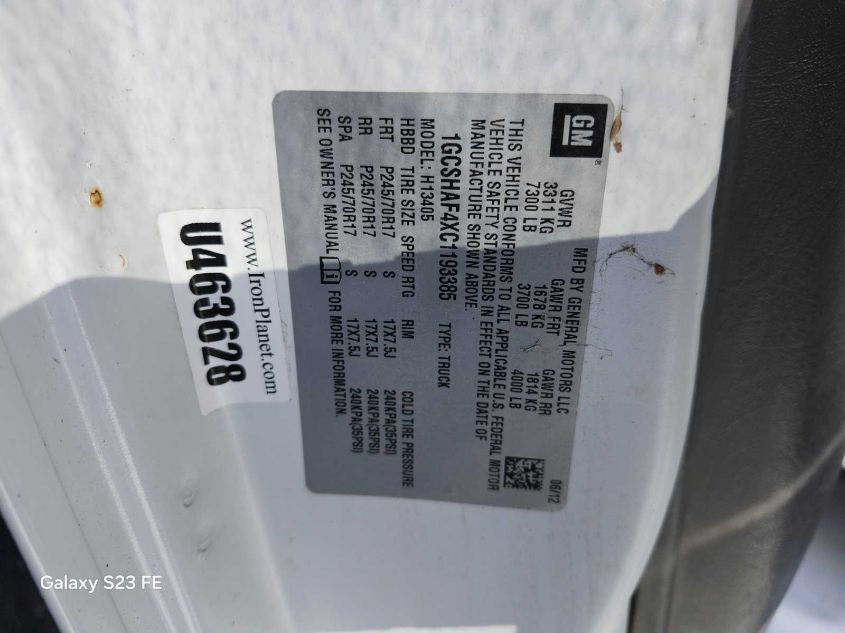 GM
MFD BY GENERAL MOTORS LLC
06/12
GVWR GAWR FRT GAWR RR
3311 KG 1678 KG 1814 KG
7300 LB 3700 LB 4000 LB
THIS VEHICLE CONFORMS TO ALL APPLICABLE U.S. FEDERAL MOTOR
VEHICLE SAFETY STANDARDS IN EFFECT ON THE DATE OF
MANUFACTURE SHOWN ABOVE.
1GCSHAF4XC1193385 TYPE: TRUCK
MODEL: H13405
HBBD TIRE SIZE SPEED RTG RIM COLD TIRE PRESSURE
FRT P245/70R17 S 17X7.5J 240KPA(35PSI)
RR P245/70R17 S 17X7.5J 240KPA(35PSI)
SPA P245/70R17 S 17X7.5J 240KPA(35PSI)
SEE OWNER'S MANUAL FOR MORE INFORMATION.
www.IronPlanet.com
U463628
Galaxy S23 FE